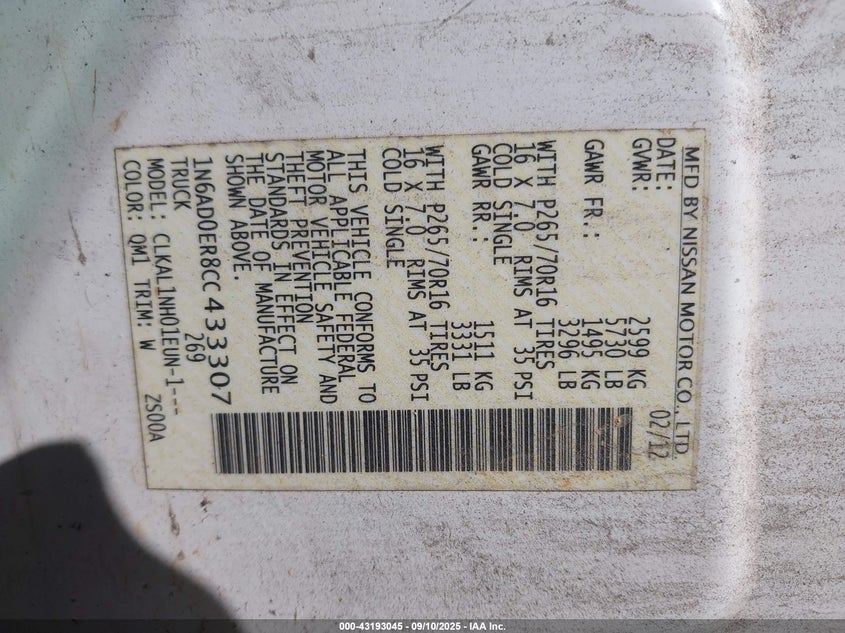 MFD BY NISSAN MOTOR CO., LTD.
DATE: 02/12
GVWR: 2599 KG
5730 LB
GAWR FR.: 1495 KG
3296 LB
WITH P265/70R16 TIRES
16 X 7.0 RIMS AT 35 PSI
COLD SINGLE
GAWR RR.: 1511 KG
3331 LB
WITH P265/70R16 TIRES
16 X 7.0 RIMS AT 35 PSI
COLD SINGLE
THIS VEHICLE CONFORMS TO
ALL APPLICABLE FEDERAL
MOTOR VEHICLE SAFETY AND
THEFT PREVENTION
STANDARDS IN EFFECT ON
THE DATE OF MANUFACTURE
SHOWN ABOVE.
1N6AD0ER8CC 433307
TRUCK 269
MODEL: CLKAL1NH01EUN-1---
COLOR: QM1 TRIM: W ZS00A
000-43193045 - 09/10/2025 - IAA Inc.